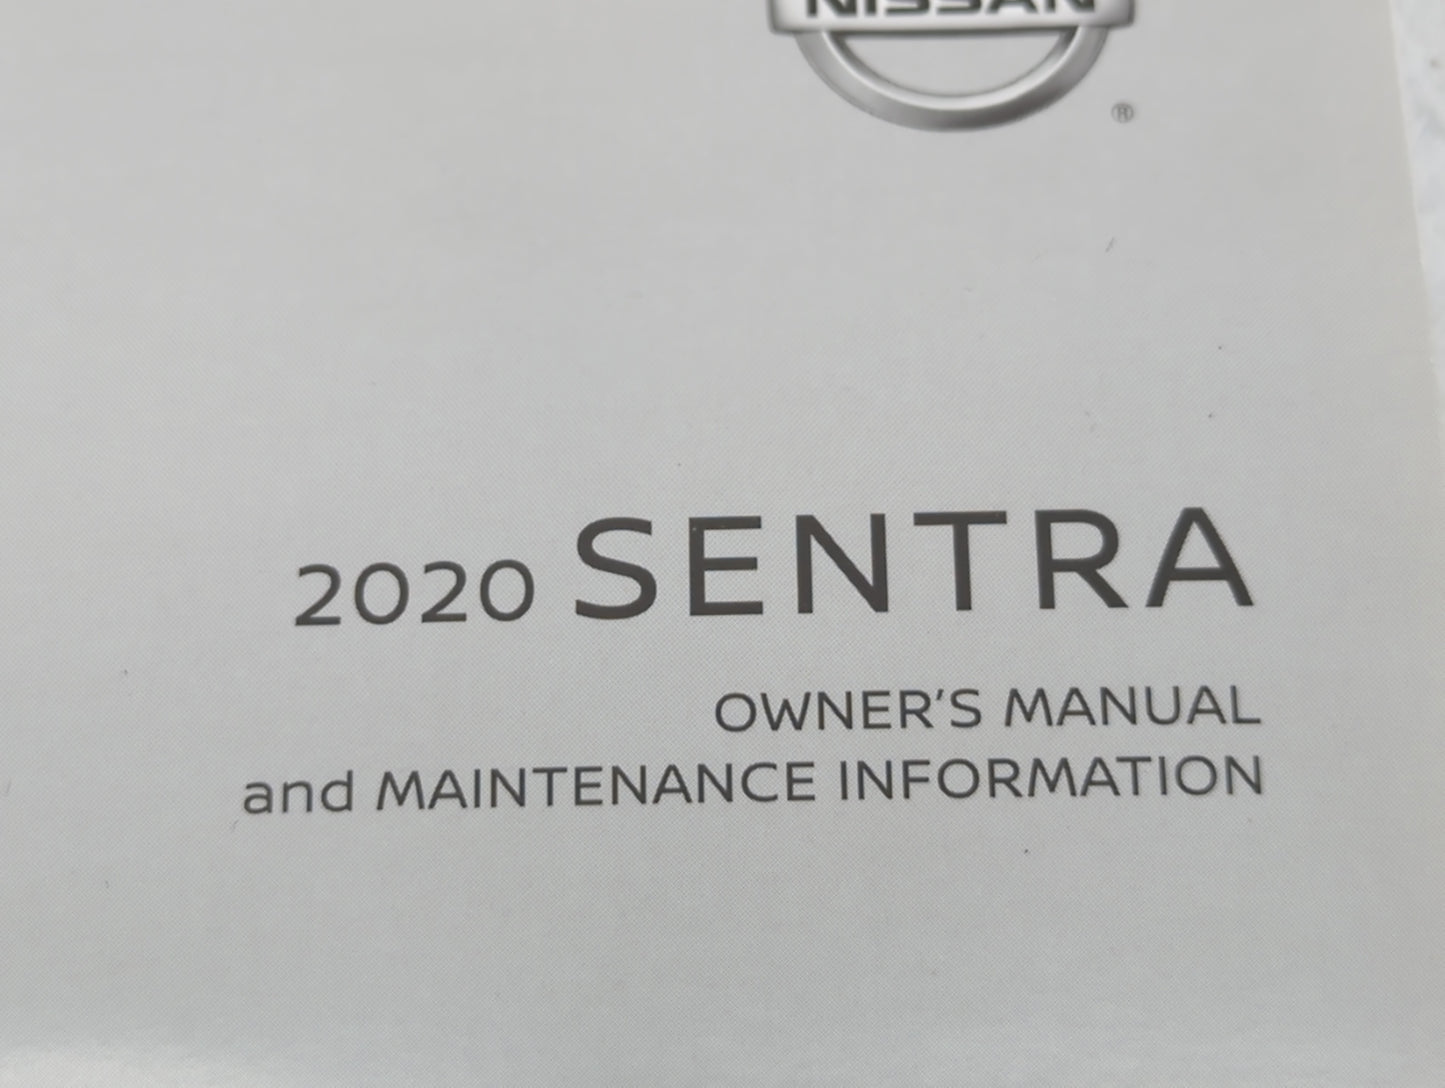 NISSAN
®
2020 SENTRA
OWNER'S MANUAL
and MAINTENANCE INFORMATION